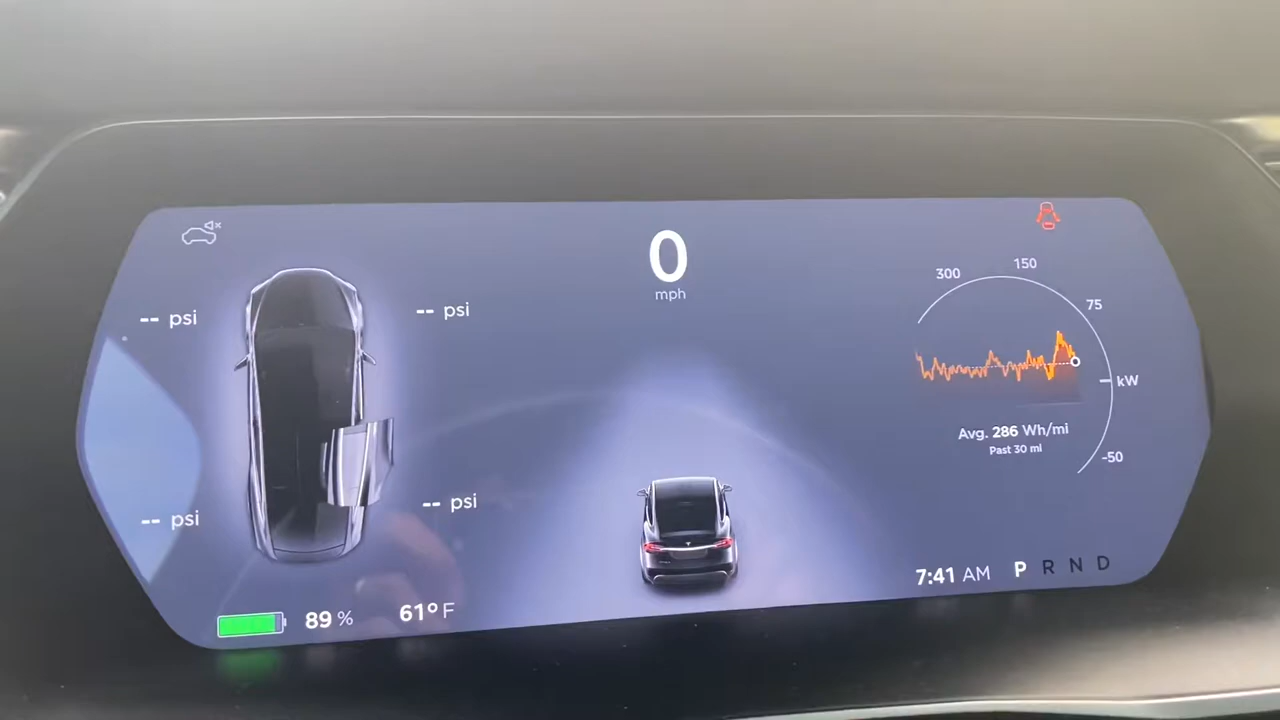 0
mph
-- psi
-- psi
-- psi
-- psi
300
150
75
kW
-50
Avg. 286 Wh/mi
Past 30 mi
89 %
61° F
7:41 AM
P R N D